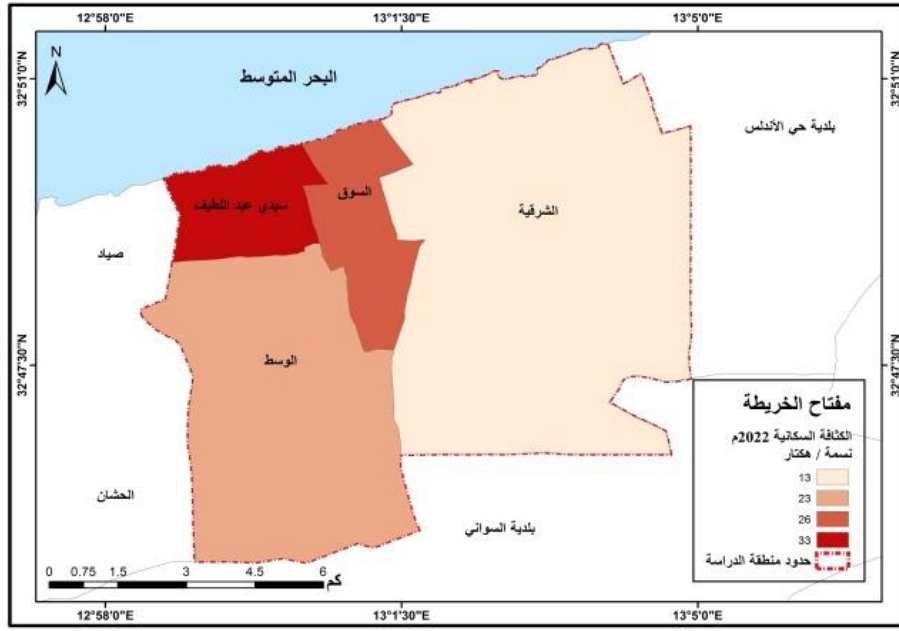 12°58'0"E
13°1'30"E
13°5'0"E
N
32°51'0"N
32°51'0"N
البحر المتوسط
بلدية حي الأندلس
السوق
سيدي عبد اللطيف
الشرقية
صياد
32°47'30"N
32°47'30"N
الوسط
الحشان
بلدية السواني
مفتاح الخريطة
الكثافة السكانية 2022م
نسمة / هكتار
13
23
26
33
حدود منطقة الدراسة
0 0.75 1.5 3 4.5 6
كم
12°58'0"E
13°1'30"E
13°5'0"E